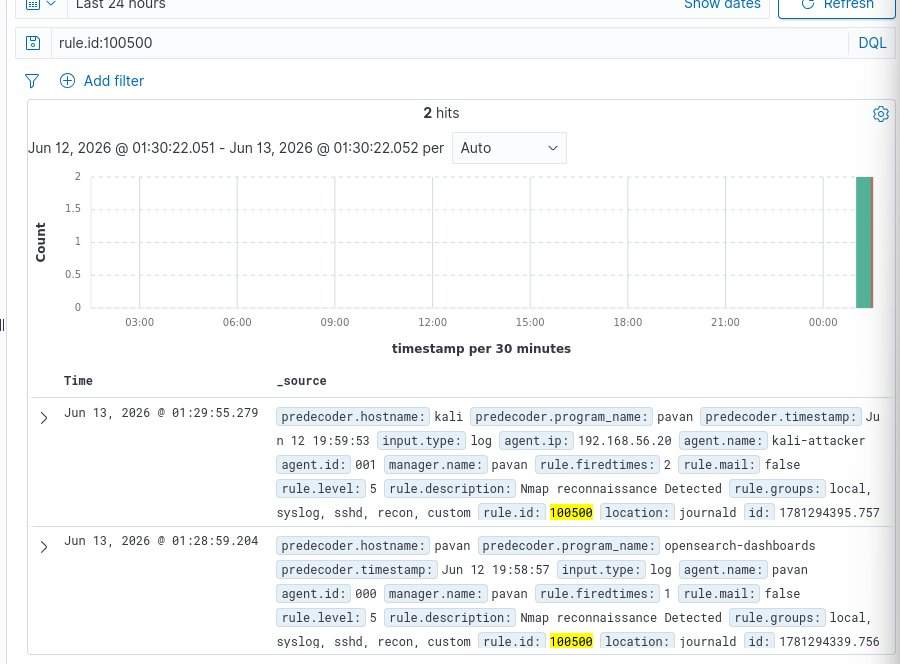 Last 24 hours Show dates Refresh
rule.id:100500 DQL
Add filter
2 hits
Jun 12, 2026 @ 01:30:22.051 - Jun 13, 2026 @ 01:30:22.052 per Auto
2
1.5
1
0.5
0
Count
03:00 06:00 09:00 12:00 15:00 18:00 21:00 00:00
timestamp per 30 minutes
Time _source
Jun 13, 2026 @ 01:29:55.279 predecoder.hostname: kali predecoder.program_name: pavan predecoder.timestamp: Ju
n 12 19:59:53 input.type: log agent.ip: 192.168.56.20 agent.name: kali-attacker
agent.id: 001 manager.name: pavan rule.firedtimes: 2 rule.mail: false
rule.level: 5 rule.description: Nmap reconnaissance Detected rule.groups: local,
syslog, sshd, recon, custom rule.id: 100500 location: journald id: 1781294395.757
Jun 13, 2026 @ 01:28:59.204 predecoder.hostname: pavan predecoder.program_name: opensearch-dashboards
predecoder.timestamp: Jun 12 19:58:57 input.type: log agent.name: pavan
agent.id: 000 manager.name: pavan rule.firedtimes: 1 rule.mail: false
rule.level: 5 rule.description: Nmap reconnaissance Detected rule.groups: local,
syslog, sshd, recon, custom rule.id: 100500 location: journald id: 1781294339.756